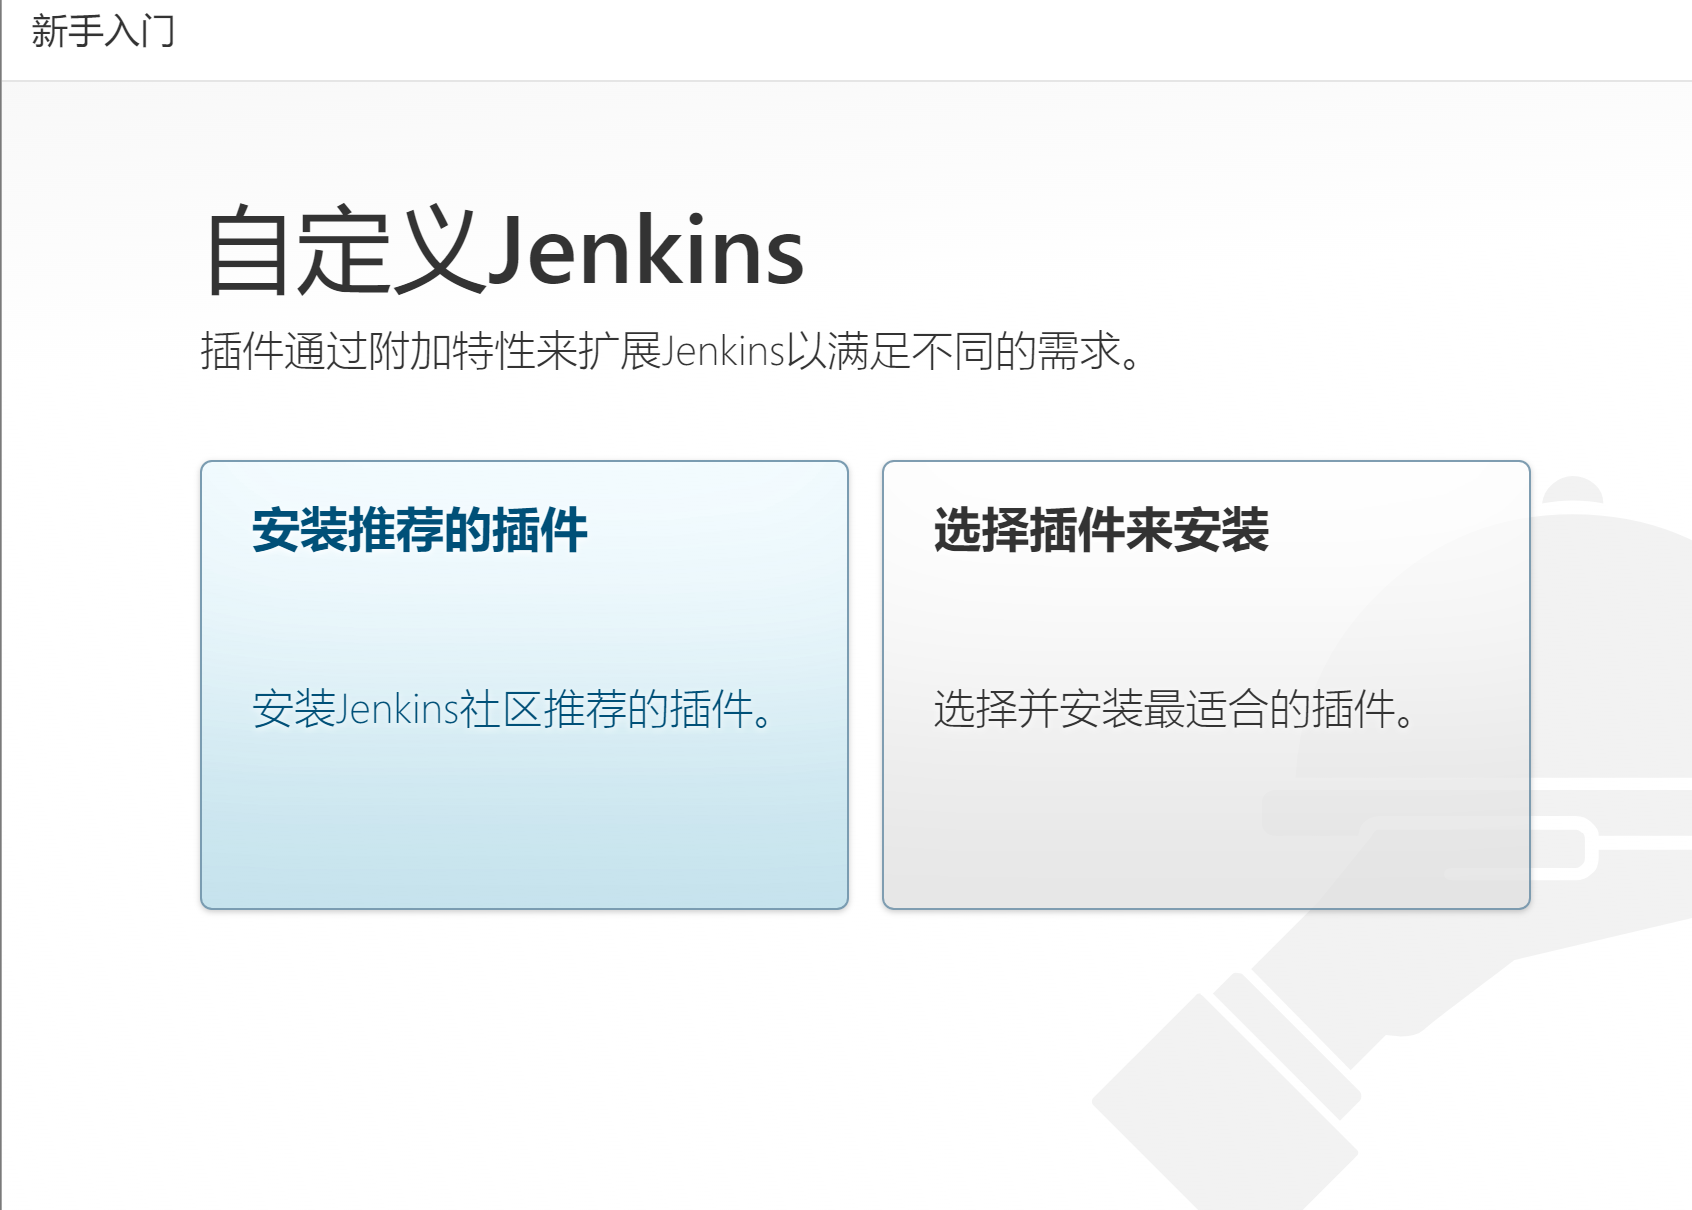 新手入门
自定义Jenkins
插件通过附加特性来扩展Jenkins以满足不同的需求。
安装推荐的插件
安装Jenkins社区推荐的插件。
选择插件来安装
选择并安装最适合的插件。